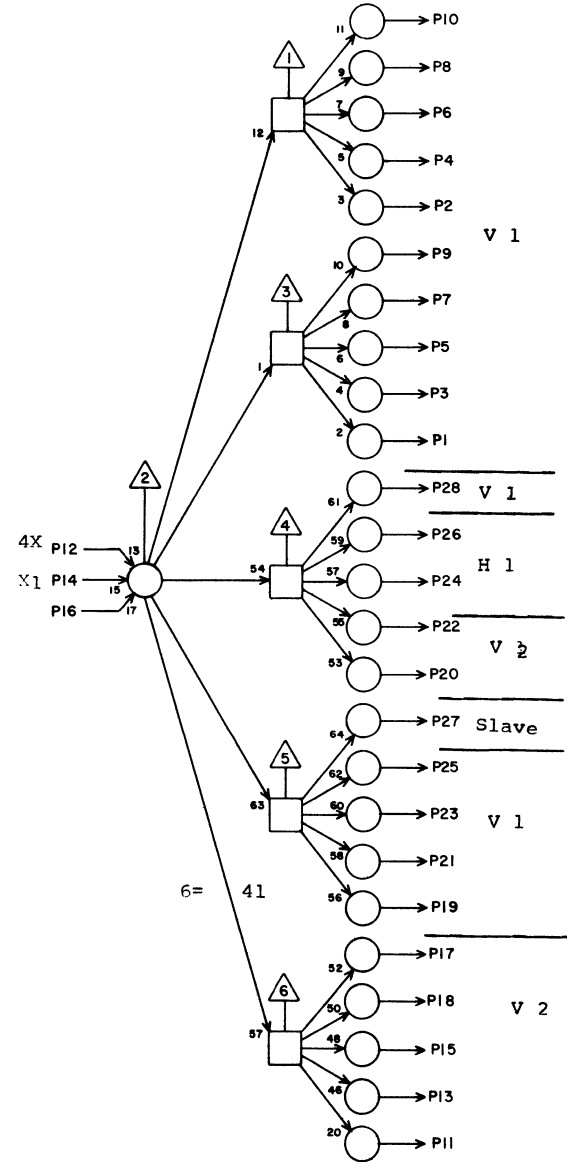 11 P10
1
9 P8
7 P6
12
5 P4
3 P2
V 1
10 P9
3
8 P7
6 P5
1
4 P3
2 P1
61 P28 V 1
2
4
59 P26
4X P12 13
54 57 P24 H 1
X1 P14 15
P16 17
55 P22
53 P20
64 P27 Slave
5
62 P25
63 60 P23 V 1
58 P21
6= 41
56 P19
52 P17
6
50 P18 V 2
57 48 P15
46 P13
20 P11